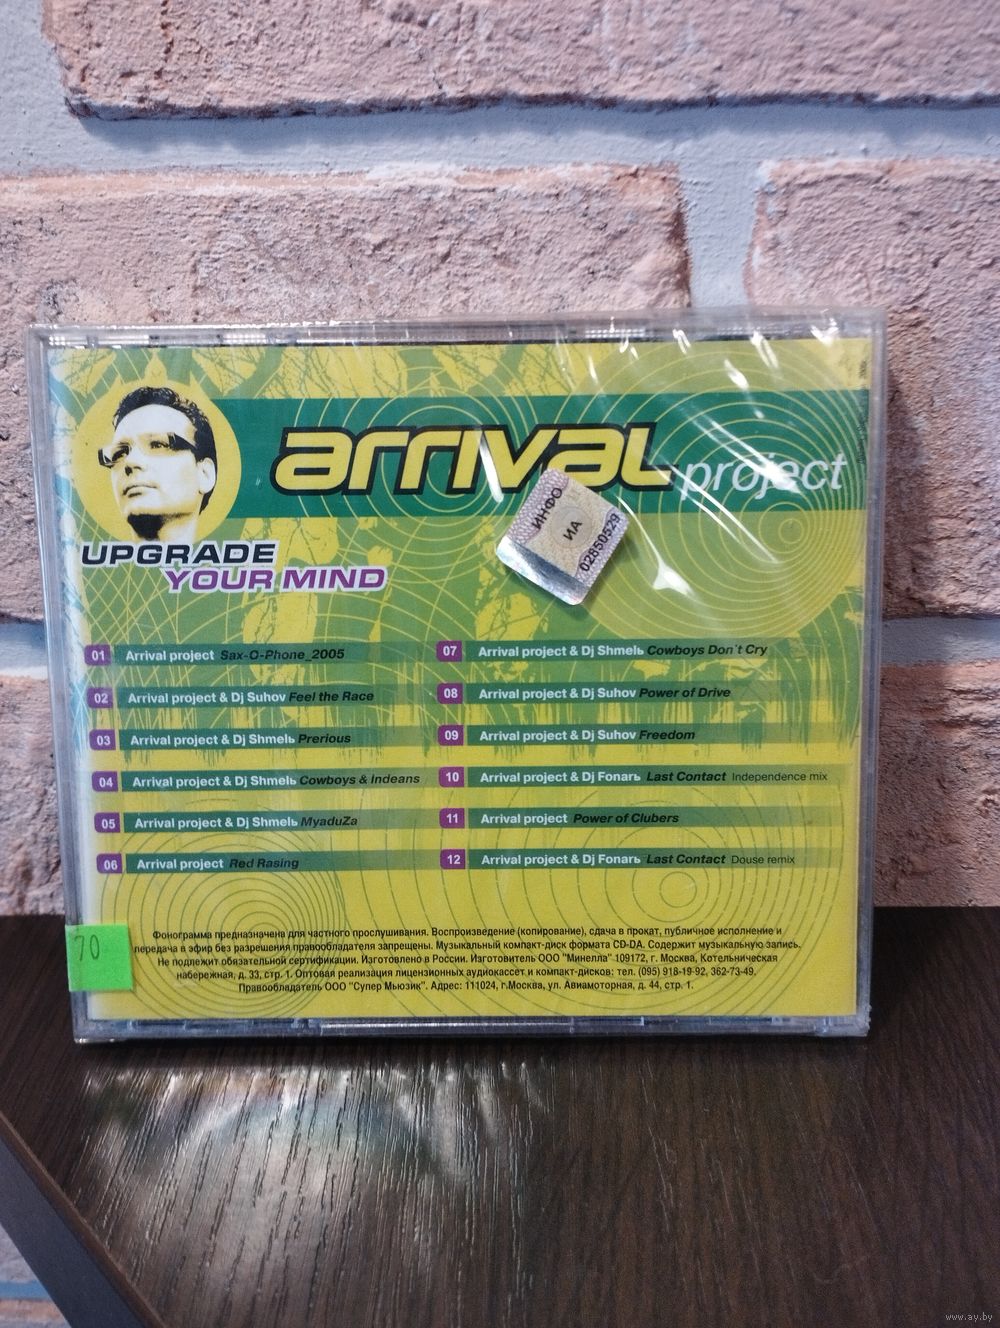 arrival project
UPGRADE
YOUR MIND
ИНФО
ИА
02850529
01 Arrival project Sax-O-Phone_2005
02 Arrival project & Dj Suhov Feel the Race
03 Arrival project & Dj Shmelь Prerious
04 Arrival project & Dj Shmelь Cowboys & Indeans
05 Arrival project & Dj Shmelь MyaduZa
06 Arrival project Red Rasing
07 Arrival project & Dj Shmelь Cowboys Don`t Cry
08 Arrival project & Dj Suhov Power of Drive
09 Arrival project & Dj Suhov Freedom
10 Arrival project & Dj Fonarь Last Contact Independence mix
11 Arrival project Power of Clubers
12 Arrival project & Dj Fonarь Last Contact Douse remix
70
Фонограмма предназначена для частного прослушивания. Воспроизведение (копирование), сдача в прокат, публичное исполнение и
передача в эфир без разрешения правообладателя запрещены. Музыкальный компакт-диск формата CD-DA. Содержит музыкальную запись.
Не подлежит обязательной сертификации. Изготовлено в России. Изготовитель ООО "Минелла" 109172, г. Москва, Котельническая
набережная, д. 33, стр. 1. Оптовая реализация лицензионных аудиокассет и компакт-дисков: тел. (095) 918-19-92, 362-73-49.
Правообладатель ООО "Супер Мьюзик". Адрес: 111024, г.Москва, ул. Авиамоторная, д. 44, стр. 1.
www.ay.by